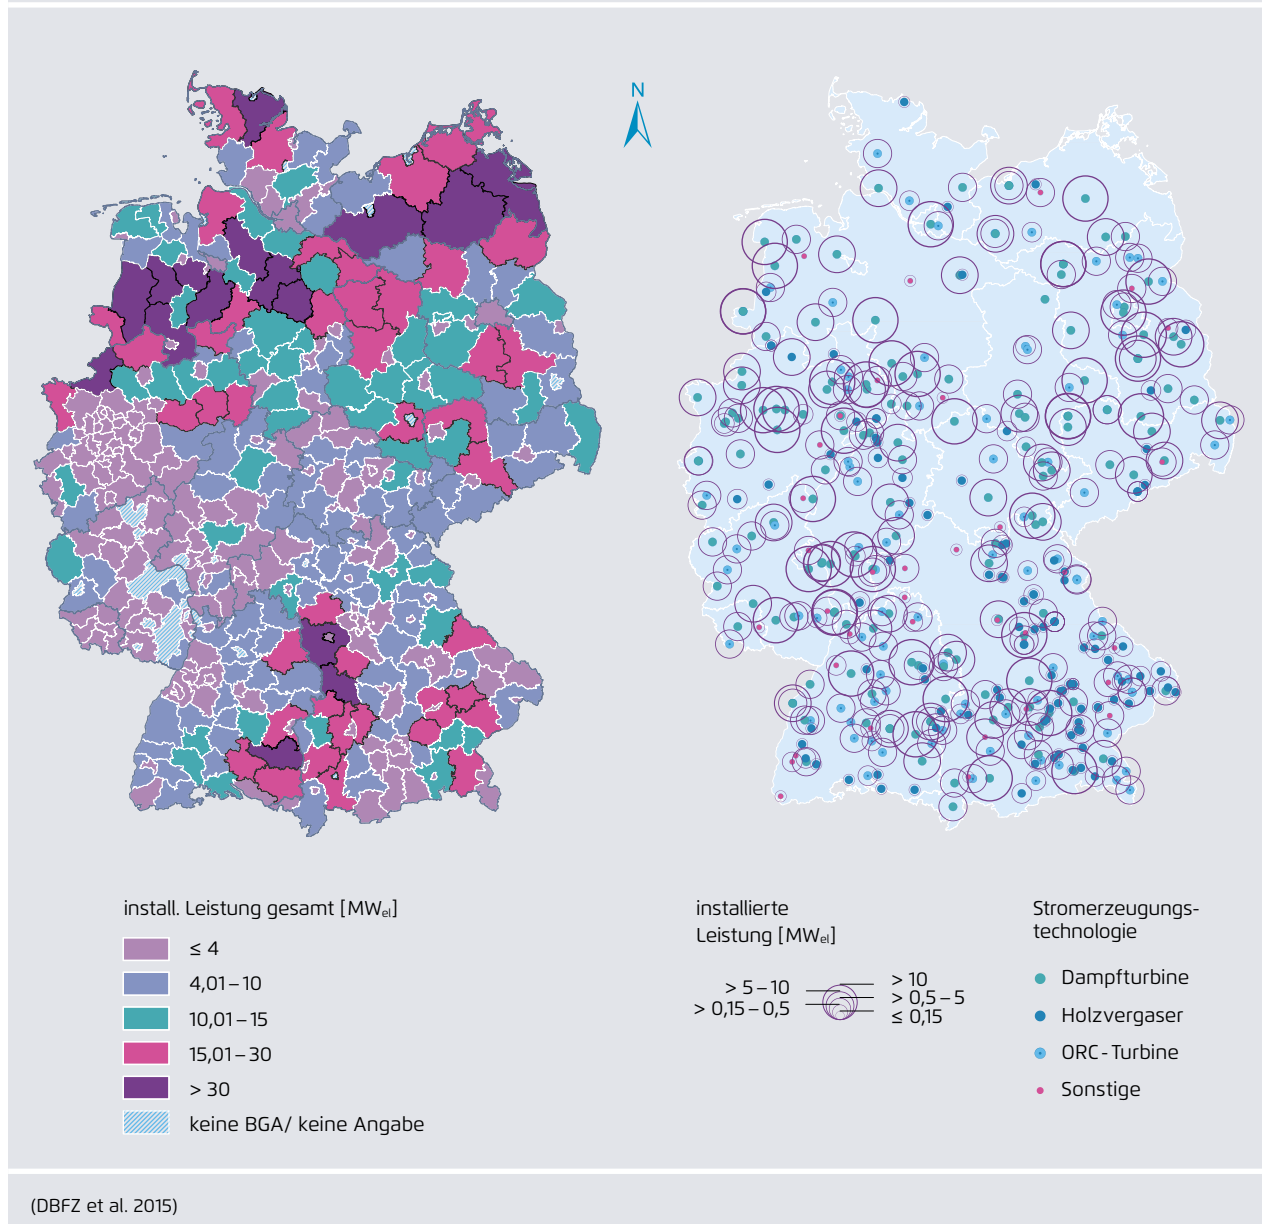 N
install. Leistung gesamt [MWel]
≤ 4
4,01 – 10
10,01 – 15
15,01 – 30
> 30
keine BGA/ keine Angabe
installierte
Leistung [MWel]
> 5 – 10
> 0,15 – 0,5
> 10
> 0,5 – 5
≤ 0,15
Stromerzeugungs-
technologie
Dampfturbine
Holzvergaser
ORC - Turbine
Sonstige
(DBFZ et al. 2015)